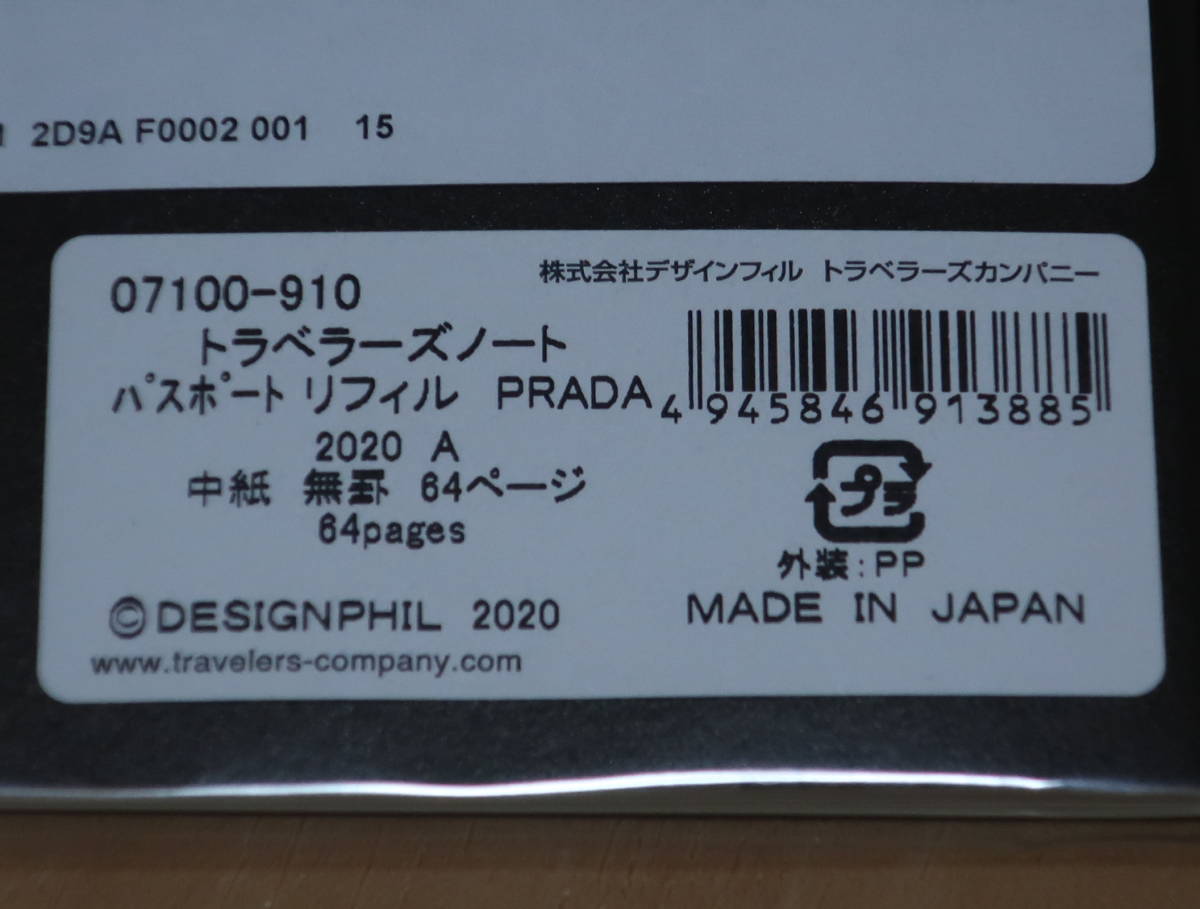 2D9A F0002 001 15
07100-910
株式会社デザインフィル トラベラーズカンパニー
トラベラーズノート
パスポート リフィル PRADA
4 945846 913885
2020 A
中紙 無罫 64ページ
64pages
プラ
外装:PP
©DESIGNPHIL 2020
MADE IN JAPAN
www.travelers-company.com